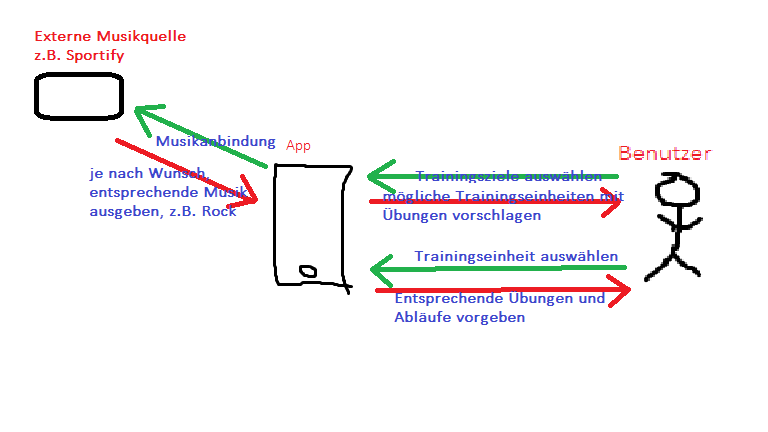 Externe Musikquelle
z.B. Sportify
Musikanbindung
App
je nach Wunsch
entsprechende Musik
ausgeben, z.B. Rock
Benutzer
Trainingsziele auswählen
mögliche Trainingseinheiten mit
Übungen vorschlagen
Trainingseinheit auswählen
Entsprechende Übungen und
Abläufe vorgeben